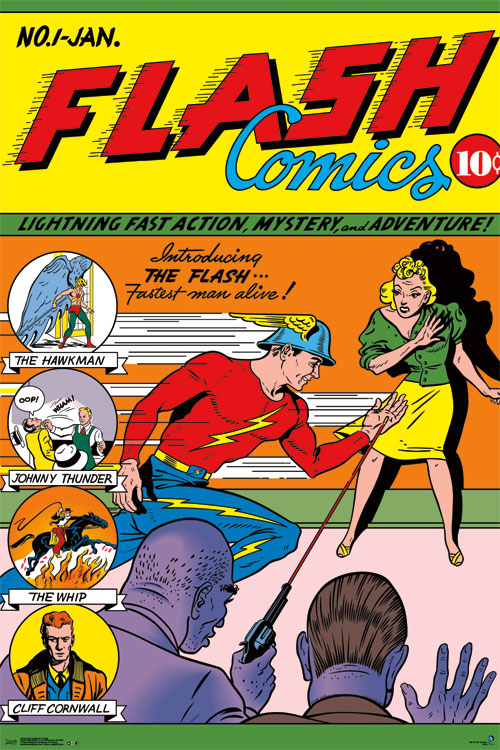 NO.1-JAN.
FLASH
Comics
10¢
LIGHTNING FAST ACTION, MYSTERY, and ADVENTURE!
Introducing
THE FLASH...
Fastest man alive!
THE HAWKMAN
OOP!
WHAM!
JOHNNY THUNDER
THE WHIP
CLIFF CORNWALL